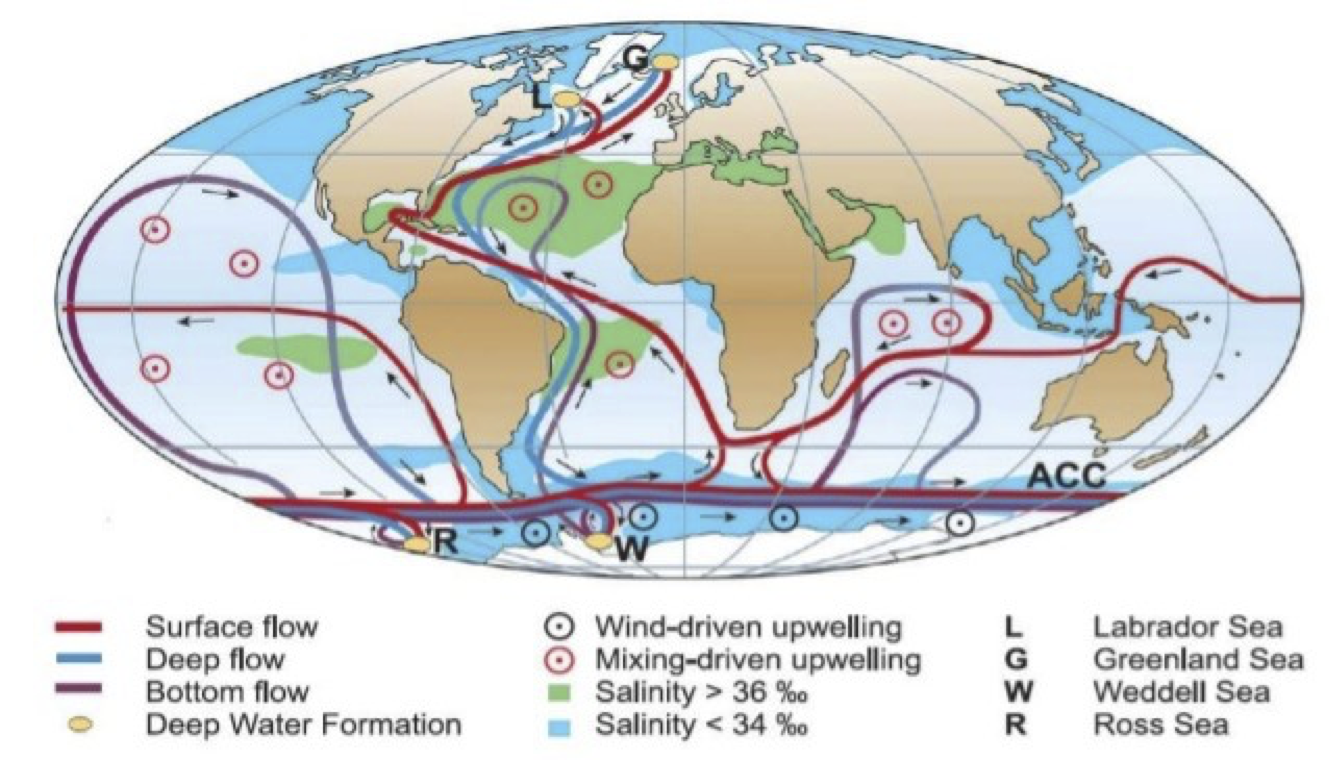 G
L
ACC
R
W
Surface flow
Deep flow
Bottom flow
Deep Water Formation
Wind-driven upwelling
Mixing-driven upwelling
Salinity > 36 ‰
Salinity < 34 ‰
L Labrador Sea
G Greenland Sea
W Weddell Sea
R Ross Sea